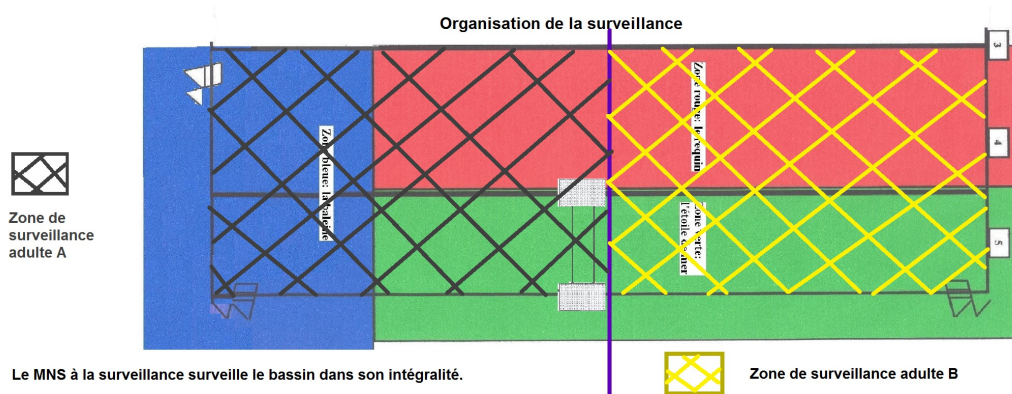 Organisation de la surveillance
3
Zone rouge: le requin
4
Zone bleue: la baleine
Zone de
surveillance
adulte A
Zone verte:
l'étoile de mer
5
Le MNS à la surveillance surveille le bassin dans son intégralité.
Zone de surveillance adulte B